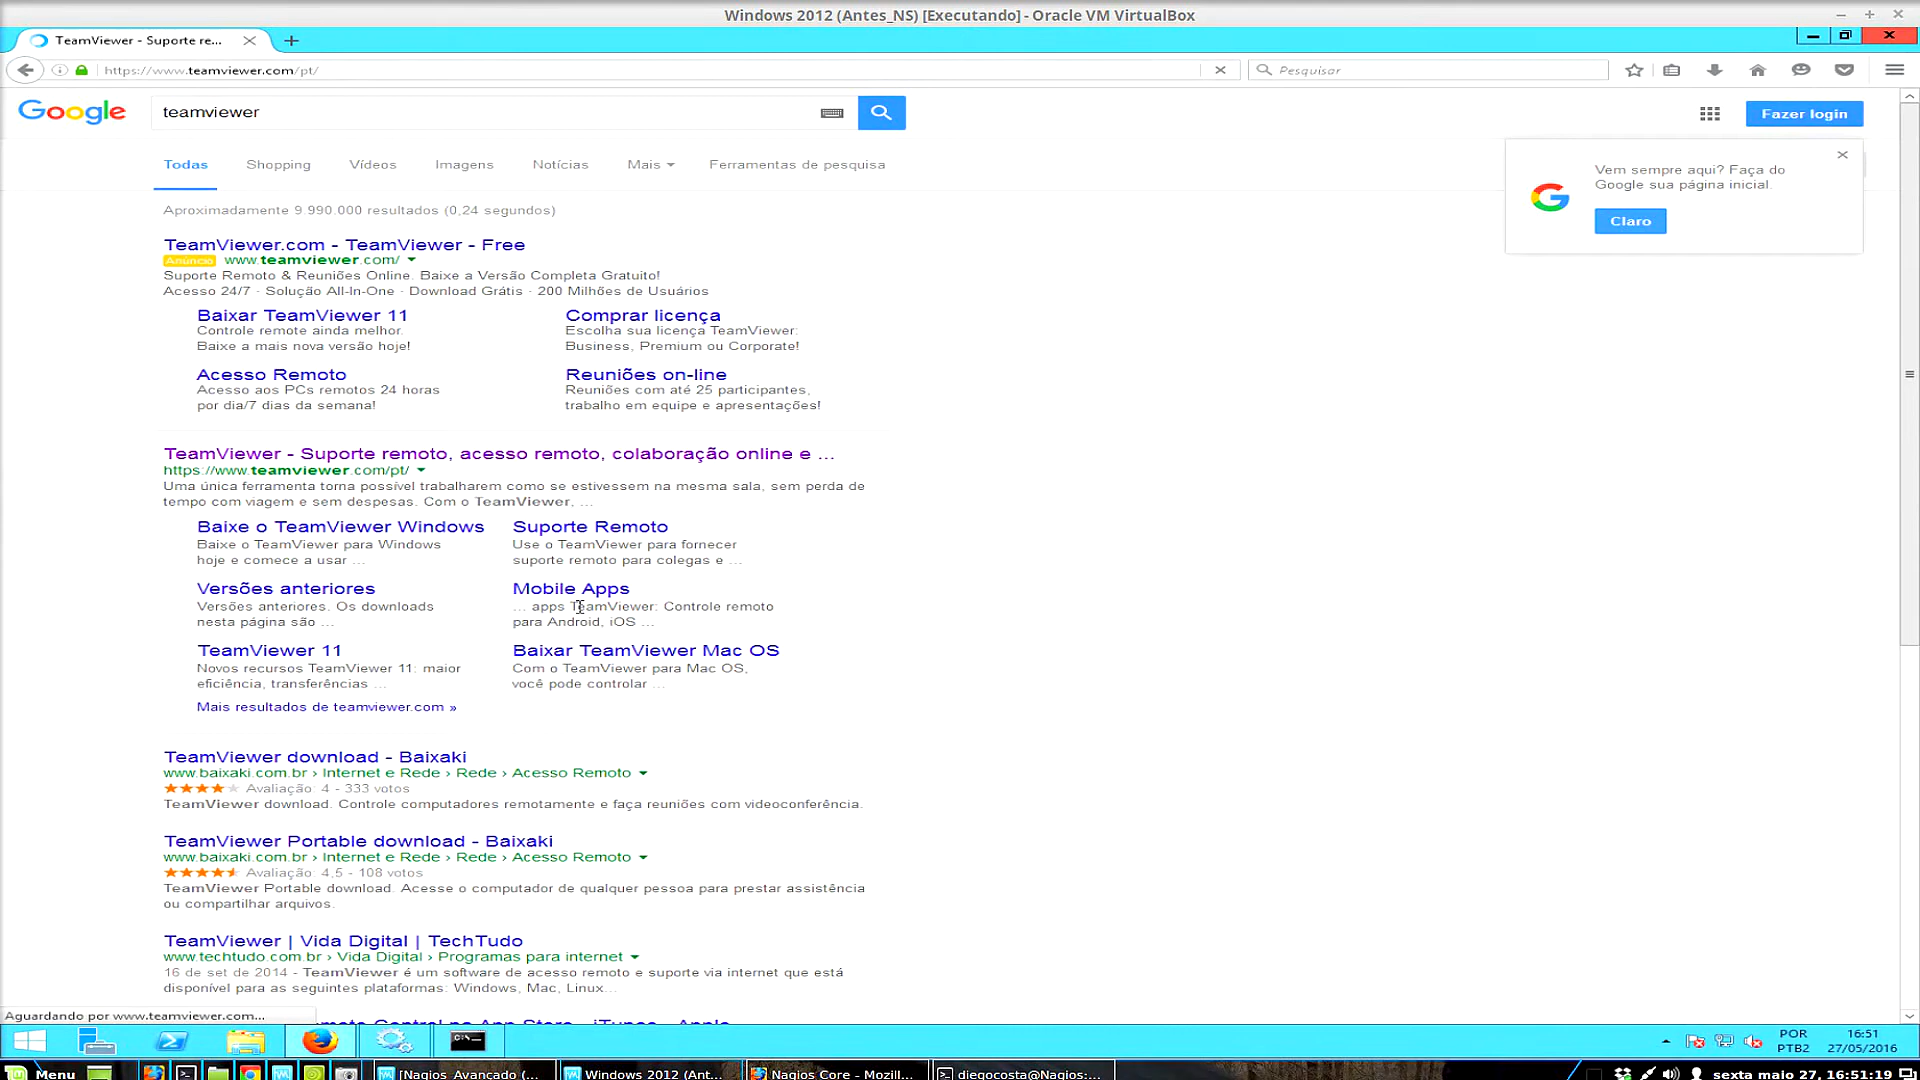 Windows 2012 (Antes_NS) [Executando] - Oracle VM VirtualBox
TeamViewer - Suporte re...
https://www.teamviewer.com/pt/
Pesquisar
Google
teamviewer
Fazer login
Todas
Shopping
Vídeos
Imagens
Notícias
Mais
Ferramentas de pesquisa
Vem sempre aqui? Faça do
Google sua página inicial.
Claro
Aproximadamente 9.990.000 resultados (0,24 segundos)
TeamViewer.com - TeamViewer - Free
Anúncio www.teamviewer.com/
Suporte Remoto & Reuniões Online. Baixe a Versão Completa Gratuito!
Acesso 24/7 · Solução All-In-One · Download Grátis · 200 Milhões de Usuários
Baixar TeamViewer 11
Controle remote ainda melhor.
Baixe a mais nova versão hoje!
Comprar licença
Escolha sua licença TeamViewer:
Business, Premium ou Corporate!
Acesso Remoto
Acesso aos PCs remotos 24 horas
por dia/7 dias da semana!
Reuniões on-line
Reuniões com até 25 participantes,
trabalho em equipe e apresentações!
TeamViewer - Suporte remoto, acesso remoto, colaboração online e ...
https://www.teamviewer.com/pt/
Uma única ferramenta torna possível trabalharem como se estivessem na mesma sala, sem perda de
tempo com viagem e sem despesas. Com o TeamViewer, ...
Baixe o TeamViewer Windows
Baixe o TeamViewer para Windows
hoje e comece a usar ...
Suporte Remoto
Use o TeamViewer para fornecer
suporte remoto para colegas e ...
Versões anteriores
Versões anteriores. Os downloads
nesta página são ...
Mobile Apps
... apps TeamViewer: Controle remoto
para Android, iOS ...
TeamViewer 11
Novos recursos TeamViewer 11: maior
eficiência, transferências ...
Baixar TeamViewer Mac OS
Com o TeamViewer para Mac OS,
você pode controlar ...
Mais resultados de teamviewer.com »
TeamViewer download - Baixaki
www.baixaki.com.br › Internet e Rede › Rede › Acesso Remoto
Avaliação: 4 - 333 votos
TeamViewer download. Controle computadores remotamente e faça reuniões com videoconferência.
TeamViewer Portable download - Baixaki
www.baixaki.com.br › Internet e Rede › Rede › Acesso Remoto
Avaliação: 4,5 - 108 votos
TeamViewer Portable download. Acesse o computador de qualquer pessoa para prestar assistência
ou compartilhar arquivos.
TeamViewer | Vida Digital | TechTudo
www.techtudo.com.br › Vida Digital › Programas para internet
16 de set de 2014 - TeamViewer é um software de acesso remoto e suporte via internet que está
disponível para as seguintes plataformas: Windows, Mac, Linux...
Control na App Store - iTunes - Apple
Aguardando por www.teamviewer.com...
POR
PTB2
16:51
27/05/2016
Menu
[Nagios_Avançado (...
Windows 2012 (Ant...
Nagios Core - Mozill...
diegocosta@Nagios:...
sexta maio 27, 16:51:19